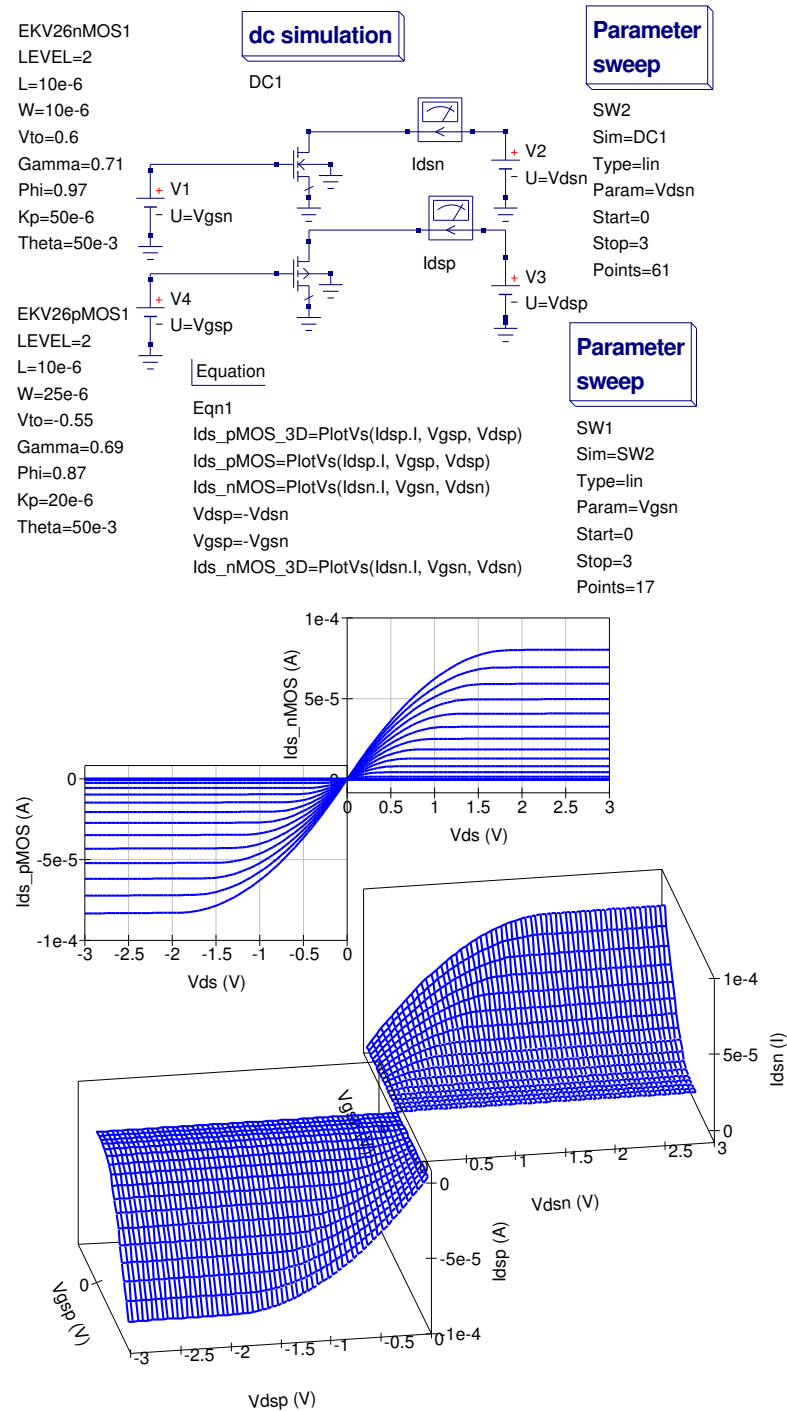 EKV26nMOS1
LEVEL=2
L=10e-6
W=10e-6
Vto=0.6
Gamma=0.71
Phi=0.97
Kp=50e-6
Theta=50e-3
dc simulation
DC1
Parameter
sweep
SW2
Sim=DC1
Type=lin
Param=Vdsn
Start=0
Stop=3
Points=61
Idsn
+ V2
- U=Vdsn
+ V1
- U=Vgsn
Idsp
+ V3
- U=Vdsp
+ V4
- U=Vgsp
EKV26pMOS1
LEVEL=2
L=10e-6
W=25e-6
Vto=-0.55
Gamma=0.69
Phi=0.87
Kp=20e-6
Theta=50e-3
Equation
Eqn1
Ids_pMOS_3D=PlotVs(Idsp.I, Vgsp, Vdsp)
Ids_pMOS=PlotVs(Idsp.I, Vgsp, Vdsp)
Ids_nMOS=PlotVs(Idsn.I, Vgsn, Vdsn)
Vdsp=-Vdsn
Vgsp=-Vgsn
Ids_nMOS_3D=PlotVs(Idsn.I, Vgsn, Vdsn)
Parameter
sweep
SW1
Sim=SW2
Type=lin
Param=Vgsn
Start=0
Stop=3
Points=17
1e-4
5e-5
0
Ids_nMOS (A)
0 0.5 1 1.5 2 2.5 3
Vds (V)
0
-5e-5
-1e-4
Ids_pMOS (A)
-3 -2.5 -2 -1.5 -1 -0.5 0
Vds (V)
1e-4
5e-5
0
Idsn (I)
0 0.5 1 1.5 2 2.5 3
Vdsn (V)
0
-5e-5
-1e-4
Idsp (A)
0
Vgsp (V)
-3 -2.5 -2 -1.5 -1 -0.5 0
Vdsp (V)